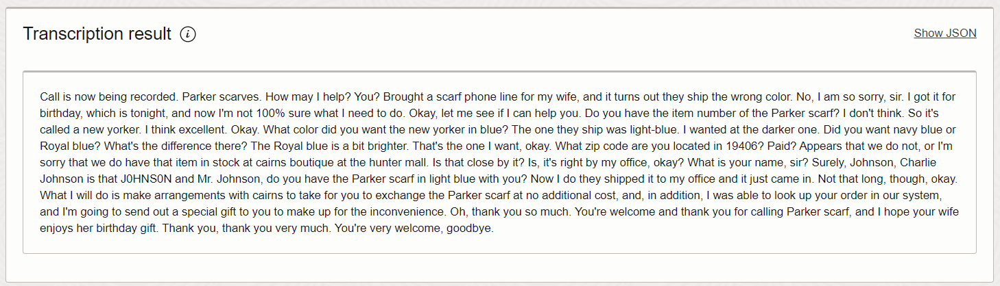 Transcription result
Show JSON
Call is now being recorded. Parker scarves. How may I help? You? Brought a scarf phone line for my wife, and it turns out they ship the wrong color. No, I am so sorry, sir. I got it for
birthday, which is tonight, and now I'm not 100% sure what I need to do. Okay, let me see if I can help you. Do you have the item number of the Parker scarf? I don't think. So it's
called a new yorker. I think excellent. Okay. What color did you want the new yorker in blue? The one they ship was light-blue. I wanted at the darker one. Did you want navy blue or
Royal blue? What's the difference there? The Royal blue is a bit brighter. That's the one I want, okay. What zip code are you located in 19406? Paid? Appears that we do not, or I'm
sorry that we do have that item in stock at cairns boutique at the hunter mall. Is that close by it? Is, it's right by my office, okay? What is your name, sir? Surely, Johnson, Charlie
Johnson is that J0HNS0N and Mr. Johnson, do you have the Parker scarf in light blue with you? Now I do they shipped it to my office and it just came in. Not that long, though, okay.
What I will do is make arrangements with cairns to take for you to exchange the Parker scarf at no additional cost, and, in addition, I was able to look up your order in our system,
and I'm going to send out a special gift to you to make up for the inconvenience. Oh, thank you so much. You're welcome and thank you for calling Parker scarf, and I hope your wife
enjoys her birthday gift. Thank you, thank you very much. You're very welcome, goodbye.